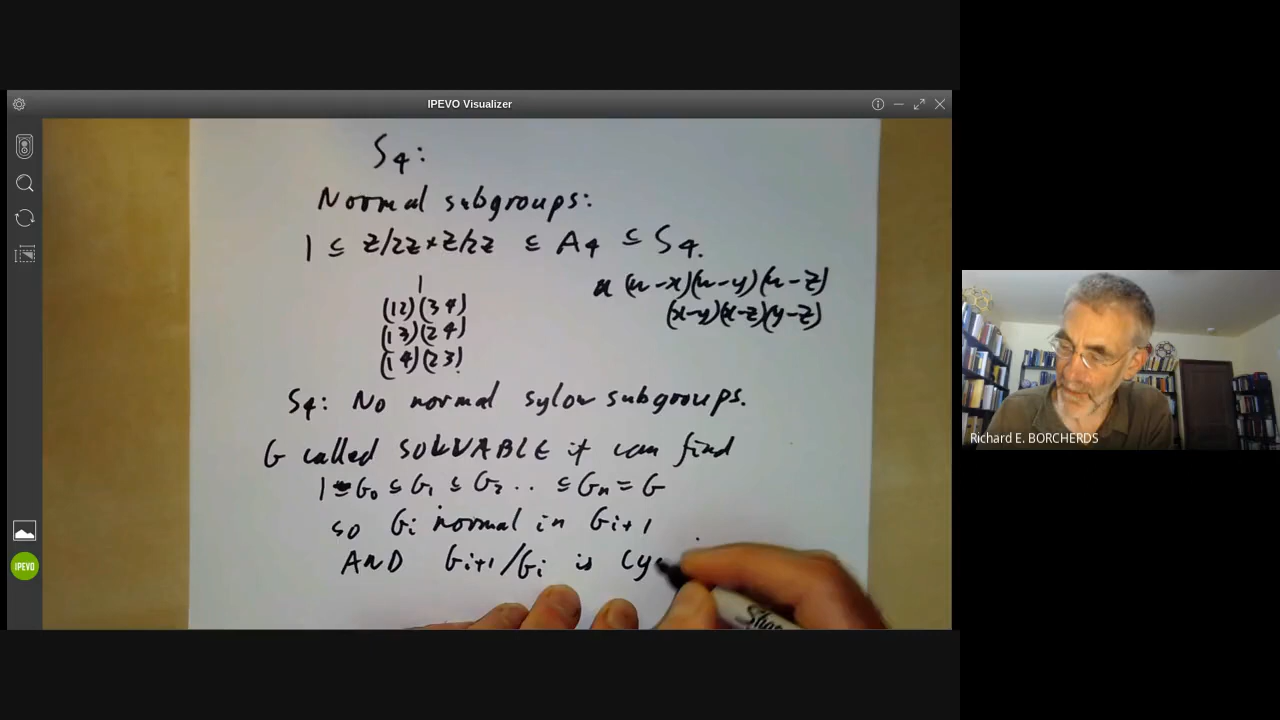 IPEVO Visualizer
S4:
Normal subgroups:
1 ⊆ Z/2Z × Z/2Z ⊆ A4 ⊆ S4.
1
(12)(34)
(13)(24)
(14)(23)
(w-x)(w-y)(w-z)
(x-y)(x-z)(y-z)
S4: No normal sylow subgroups.
G called SOLVABLE if can find
1 = G0 ⊆ G1 ⊆ G2 .. ⊆ Gn = G
so Gi normal in Gi+1
AND Gi+1/Gi is Cyc
Richard E. BORCHERDS
IPEVO